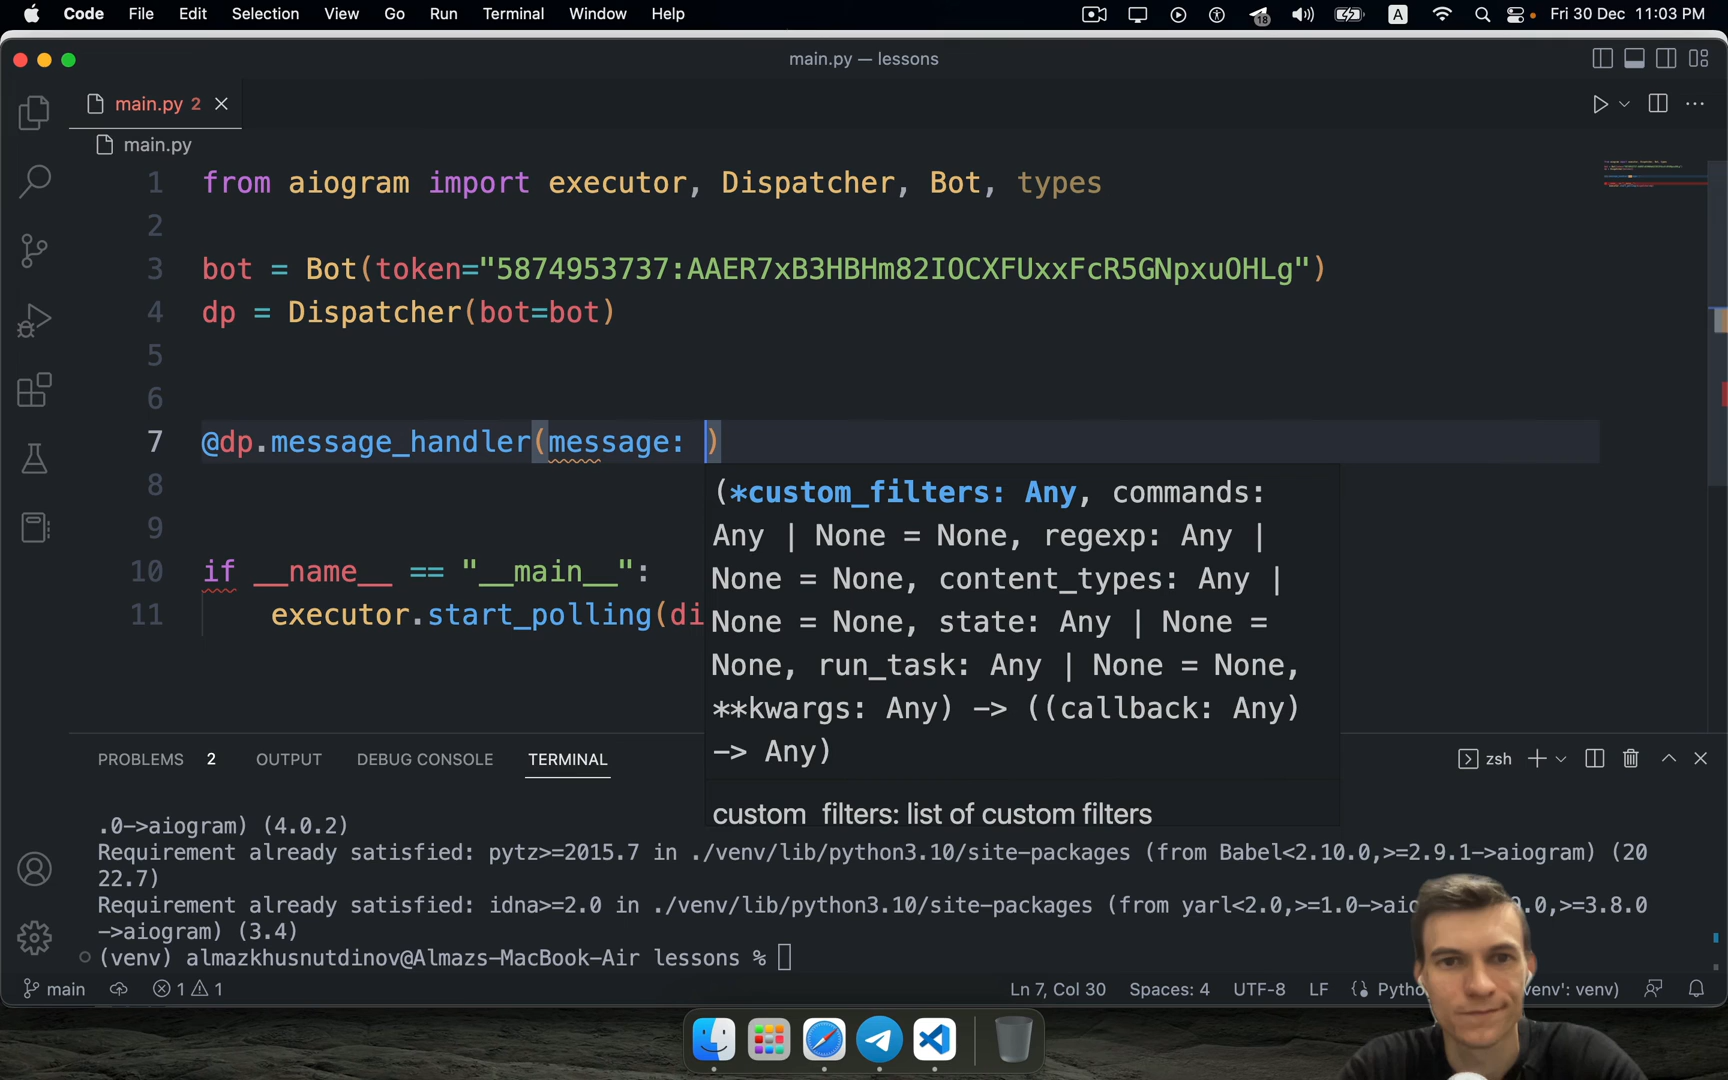 Code File Edit Selection View Go Run Terminal Window Help 18 A Fri 30 Dec 11:03 PM
main.py — lessons
main.py 2
main.py
1 from aiogram import executor, Dispatcher, Bot, types
2
3 bot = Bot(token="5874953737:AAER7xB3HBHm82IOCXFUxxFcR5GNpxuOHLg")
4 dp = Dispatcher(bot=bot)
5
6
7 @dp.message_handler(message: )
8
(*custom_filters: Any, commands:
9
Any | None = None, regexp: Any |
10 if __name__ == "__main__":
None = None, content_types: Any |
11 executor.start_polling(di
None = None, state: Any | None =
None, run_task: Any | None = None,
**kwargs: Any) -> ((callback: Any)
-> Any)
custom_filters: list of custom filters
PROBLEMS 2 OUTPUT DEBUG CONSOLE TERMINAL zsh
.0->aiogram) (4.0.2)
Requirement already satisfied: pytz>=2015.7 in ./venv/lib/python3.10/site-packages (from Babel<2.10.0,>=2.9.1->aiogram) (20
22.7)
Requirement already satisfied: idna>=2.0 in ./venv/lib/python3.10/site-packages (from yarl<2.0,>=1.0->aio .0,>=3.8.0
->aiogram) (3.4)
(venv) almazkhusnutdinov@Almazs-MacBook-Air lessons %
main 1 1 Ln 7, Col 30 Spaces: 4 UTF-8 LF Pytho venv': venv)